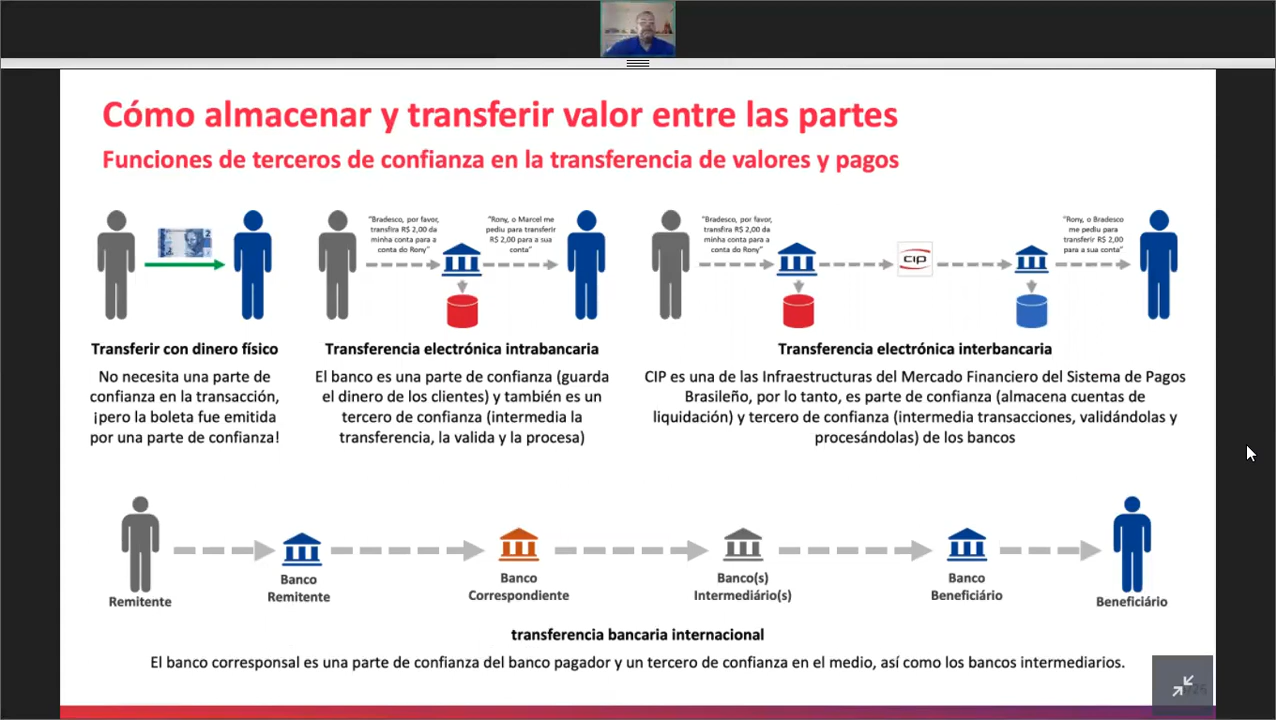 Cómo almacenar y transferir valor entre las partes
Funciones de terceros de confianza en la transferencia de valores y pagos
"Bradesco, por favor,
transfira R$ 2,00 da
minha conta para a
conta do Rony"
"Rony, o Marcel me
pediu para transferir
R$ 2,00 para a sua
conta"
"Bradesco, por favor,
transfira R$ 2,00 da
minha conta para a
conta do Rony"
cip
"Rony, o Bradesco
me pediu para
transferir R$ 2,00
para a sua conta"
Transferir con dinero físico
No necesita una parte de
confianza en la transacción,
¡pero la boleta fue emitida
por una parte de confianza!
Transferencia electrónica intrabancaria
El banco es una parte de confianza (guarda
el dinero de los clientes) y también es un
tercero de confianza (intermedia la
transferencia, la valida y la procesa)
Transferencia electrónica interbancaria
CIP es una de las Infraestructuras del Mercado Financiero del Sistema de Pagos
Brasileño, por lo tanto, es parte de confianza (almacena cuentas de
liquidación) y tercero de confianza (intermedia transacciones, validándolas y
procesándolas) de los bancos
Remitente
Banco
Remitente
Banco
Correspondiente
Banco(s)
Intermediário(s)
Banco
Beneficiário
Beneficiário
transferencia bancaria internacional
El banco corresponsal es una parte de confianza del banco pagador y un tercero de confianza en el medio, así como los bancos intermediarios.